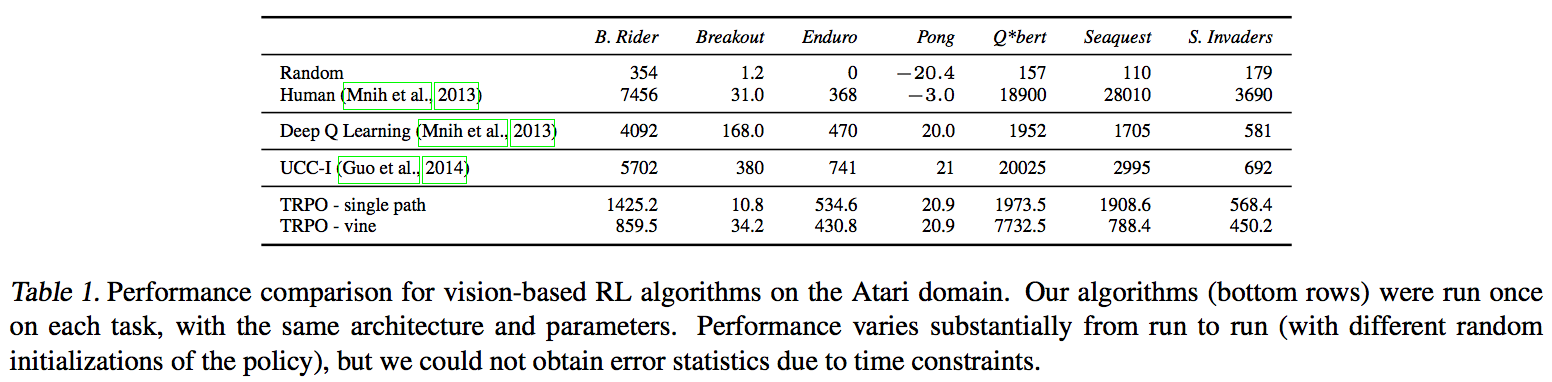 B. Rider Breakout Enduro Pong Q*bert Seaquest S. Invaders
Random 354 1.2 0 −20.4 157 110 179
Human (Mnih et al., 2013) 7456 31.0 368 −3.0 18900 28010 3690
Deep Q Learning (Mnih et al., 2013) 4092 168.0 470 20.0 1952 1705 581
UCC-I (Guo et al., 2014) 5702 380 741 21 20025 2995 692
TRPO - single path 1425.2 10.8 534.6 20.9 1973.5 1908.6 568.4
TRPO - vine 859.5 34.2 430.8 20.9 7732.5 788.4 450.2
Table 1. Performance comparison for vision-based RL algorithms on the Atari domain. Our algorithms (bottom rows) were run once
on each task, with the same architecture and parameters. Performance varies substantially from run to run (with different random
initializations of the policy), but we could not obtain error statistics due to time constraints.